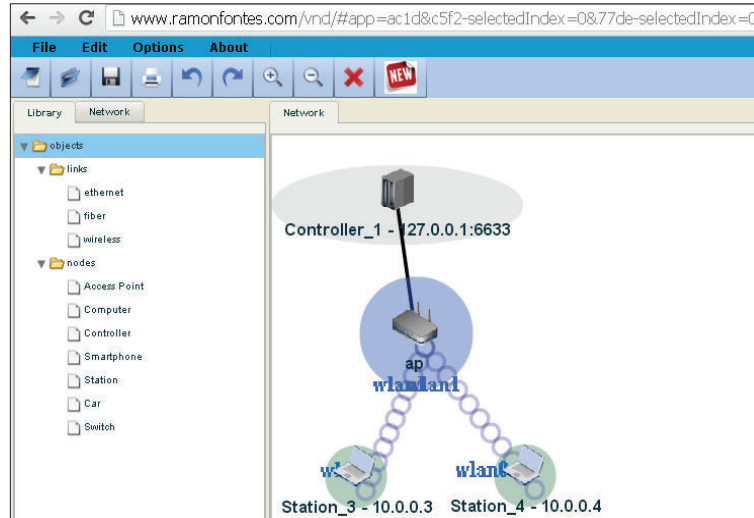 www.ramonfontes.com/vnd/#app=ac1d&c5f2-selectedIndex=0&77de-selectedIndex=0
File Edit Options About
NEW
Library Network
Network
objects
links
ethernet
fiber
wireless
nodes
Access Point
Computer
Controller
Smartphone
Station
Car
Switch
Controller_1 - 127.0.0.1:6633
ap
wlan1
wlan0
Station_3 - 10.0.0.3
Station_4 - 10.0.0.4